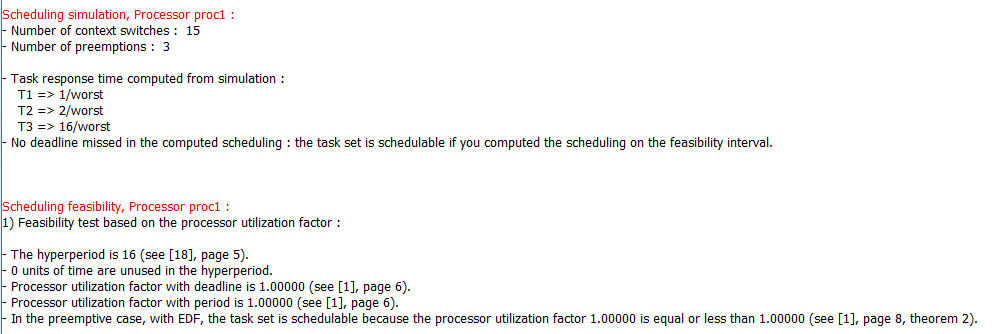 Scheduling simulation, Processor proc1 :
- Number of context switches :  15
- Number of preemptions :  3
- Task response time computed from simulation :
T1 => 1/worst
T2 => 2/worst
T3 => 16/worst
- No deadline missed in the computed scheduling : the task set is schedulable if you computed the scheduling on the feasibility interval.
Scheduling feasibility, Processor proc1 :
1) Feasibility test based on the processor utilization factor :
- The hyperperiod is 16 (see [18], page 5).
- 0 units of time are unused in the hyperperiod.
- Processor utilization factor with deadline is 1.00000 (see [1], page 6).
- Processor utilization factor with period is 1.00000 (see [1], page 6).
- In the preemptive case, with EDF, the task set is schedulable because the processor utilization factor 1.00000 is equal or less than 1.00000 (see [1], page 8, theorem 2).